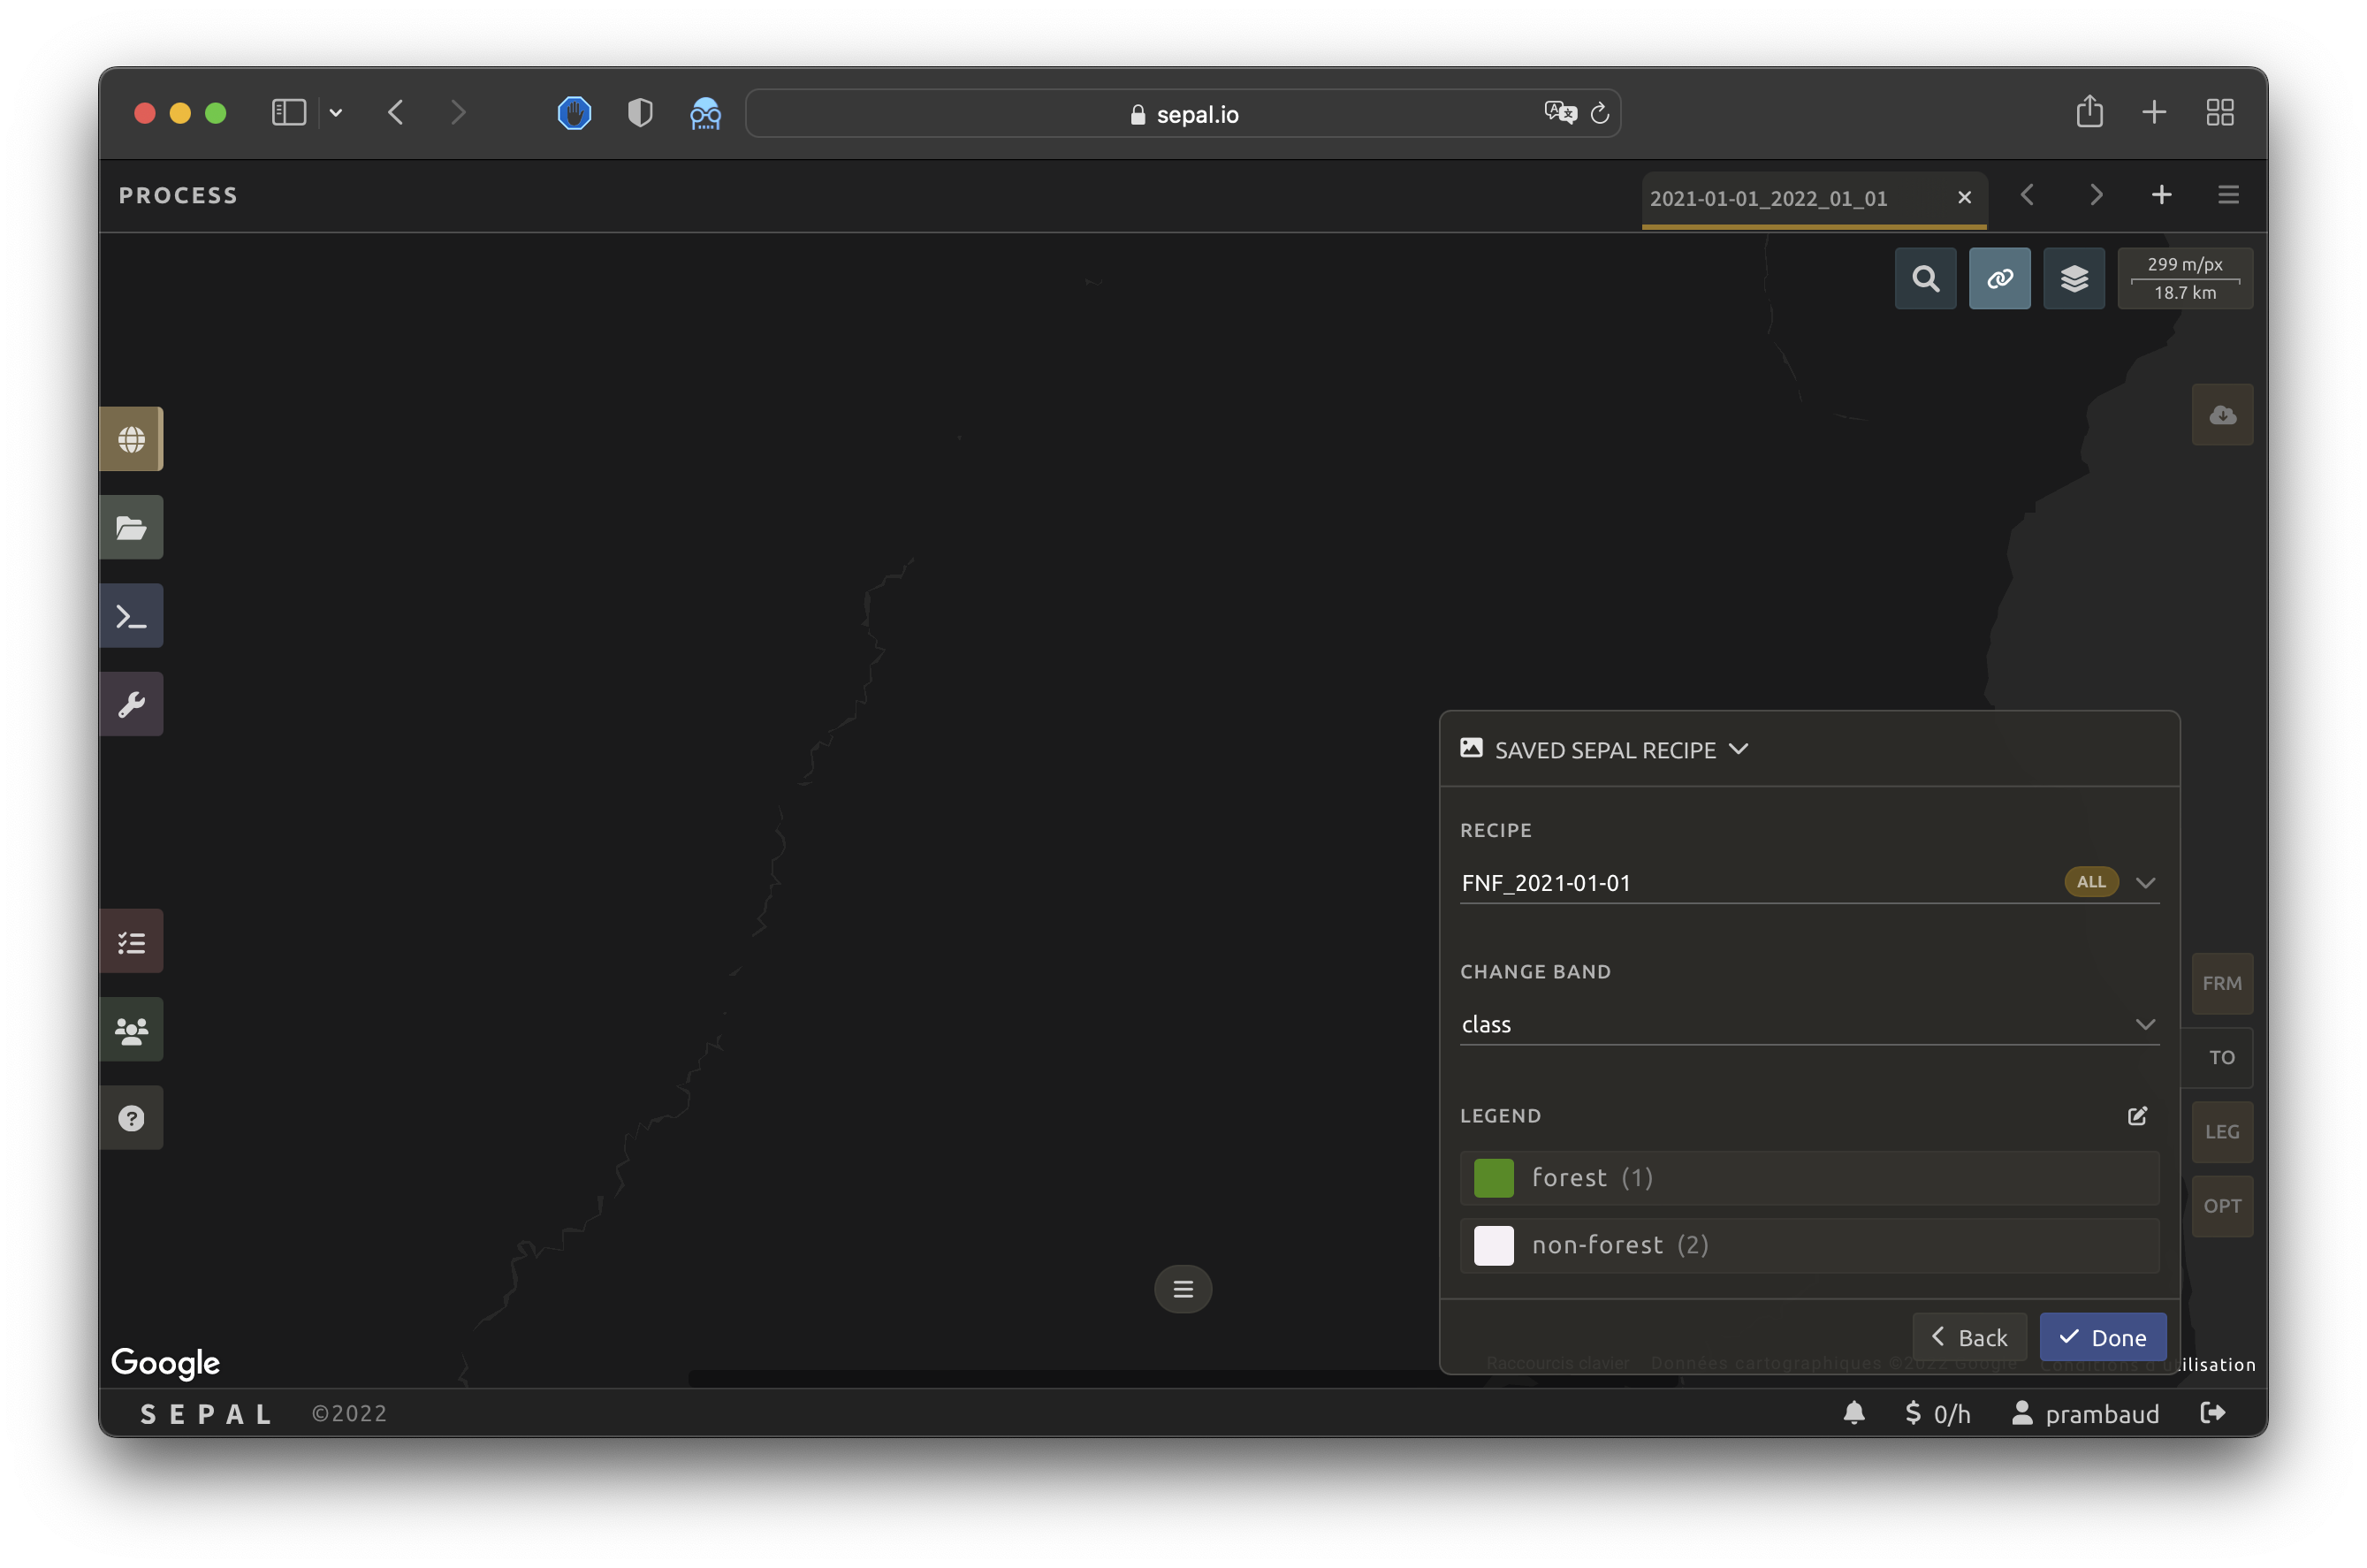 sepal.io
PROCESS
2021-01-01_2022_01_01
299 m/px
18.7 km
SAVED SEPAL RECIPE
RECIPE
FNF_2021-01-01
ALL
CHANGE BAND
class
FRM
TO
LEGEND
LEG
forest (1)
OPT
non-forest (2)
Back
Done
Google
Raccourcis clavier
Données cartographiques ©2022 Google
Conditions d'utilisation
SEPAL
©2022
$ 0/h
prambaud